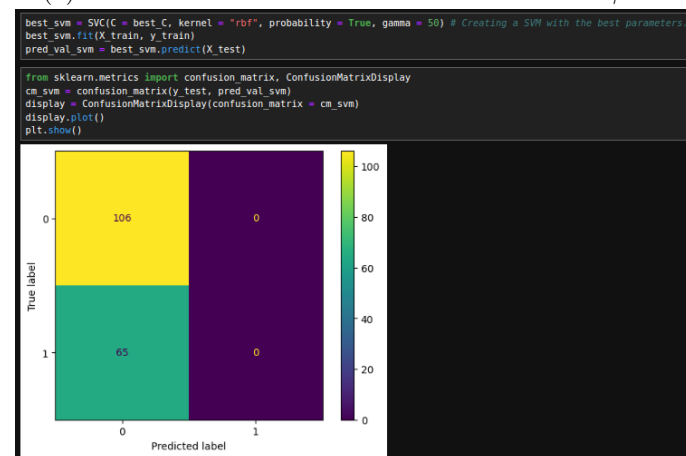 best_svm = SVC(C = best_C, kernel = "rbf", probability = True, gamma = 50) # Creating a SVM with the best parameters.
best_svm.fit(X_train, y_train)
pred_val_svm = best_svm.predict(X_test)
from sklearn.metrics import confusion_matrix, ConfusionMatrixDisplay
cm_svm = confusion_matrix(y_test, pred_val_svm)
display = ConfusionMatrixDisplay(confusion_matrix = cm_svm)
display.plot()
plt.show()
100
0
106
0
80
60
True label
40
1
65
0
20
0
0
1
Predicted label